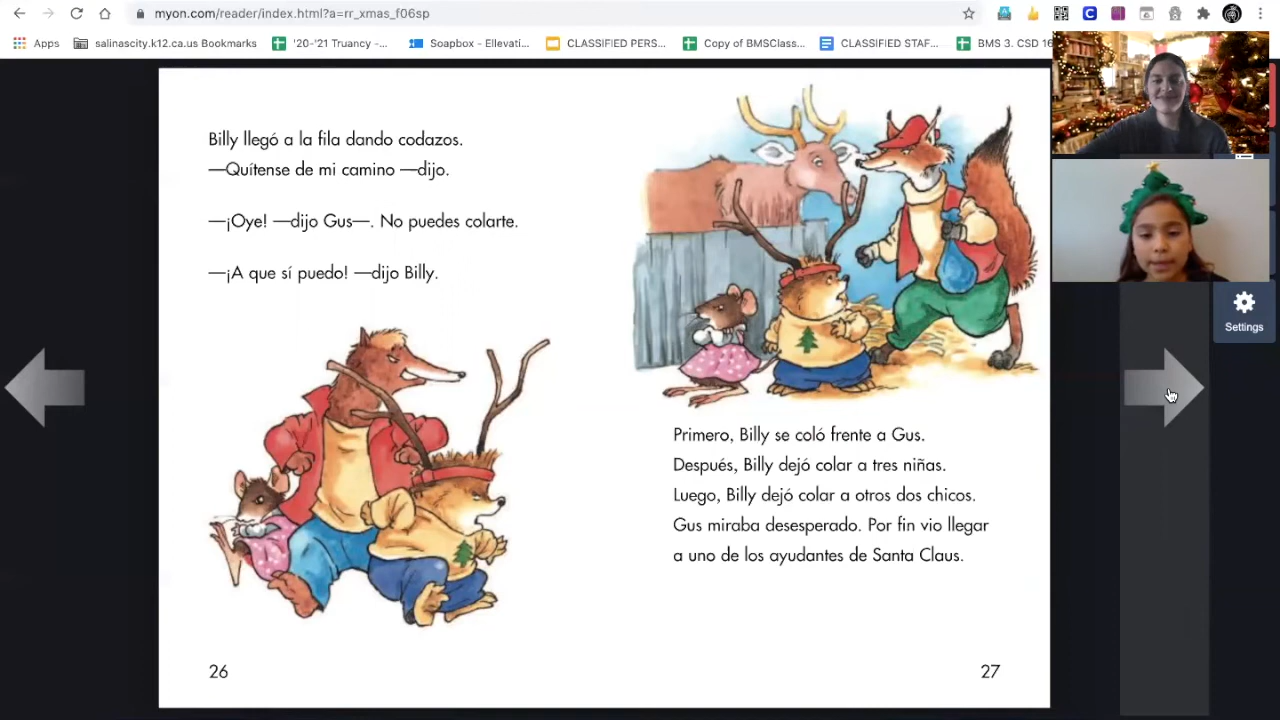 myon.com/reader/index.html?a=rr_xmas_f06sp
Apps
salinascity.k12.ca.us Bookmarks
'20-'21 Truancy -...
Soapbox - Ellevati...
CLASSIFIED PERS...
Copy of BMSClass...
CLASSIFIED STAF...
BMS 3. CSD 16
Billy llegó a la fila dando codazos.
—Quítense de mi camino —dijo.
—¡Oye! —dijo Gus—. No puedes colarte.
—¡A que sí puedo! —dijo Billy.
26
Primero, Billy se coló frente a Gus.
Después, Billy dejó colar a tres niñas.
Luego, Billy dejó colar a otros dos chicos.
Gus miraba desesperado. Por fin vio llegar
a uno de los ayudantes de Santa Claus.
27
Settings